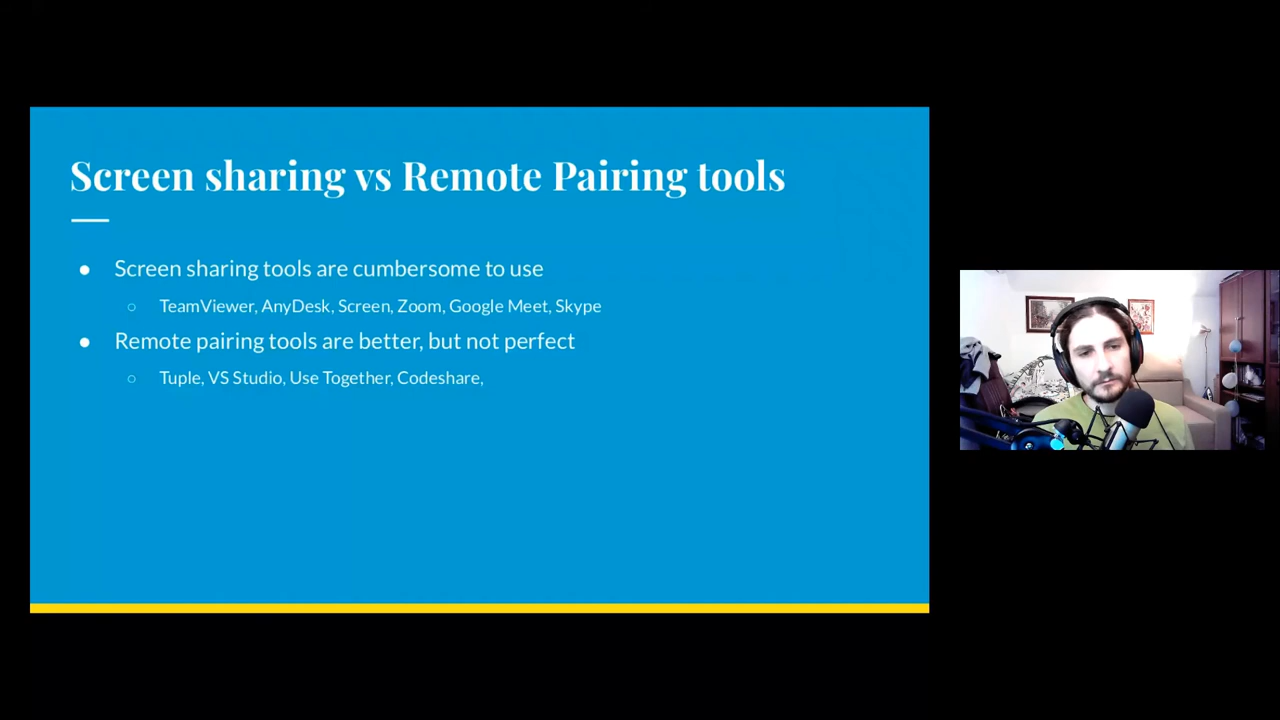 Screen sharing vs Remote Pairing tools
● Screen sharing tools are cumbersome to use
○ TeamViewer, AnyDesk, Screen, Zoom, Google Meet, Skype
● Remote pairing tools are better, but not perfect
○ Tuple, VS Studio, Use Together, Codeshare,